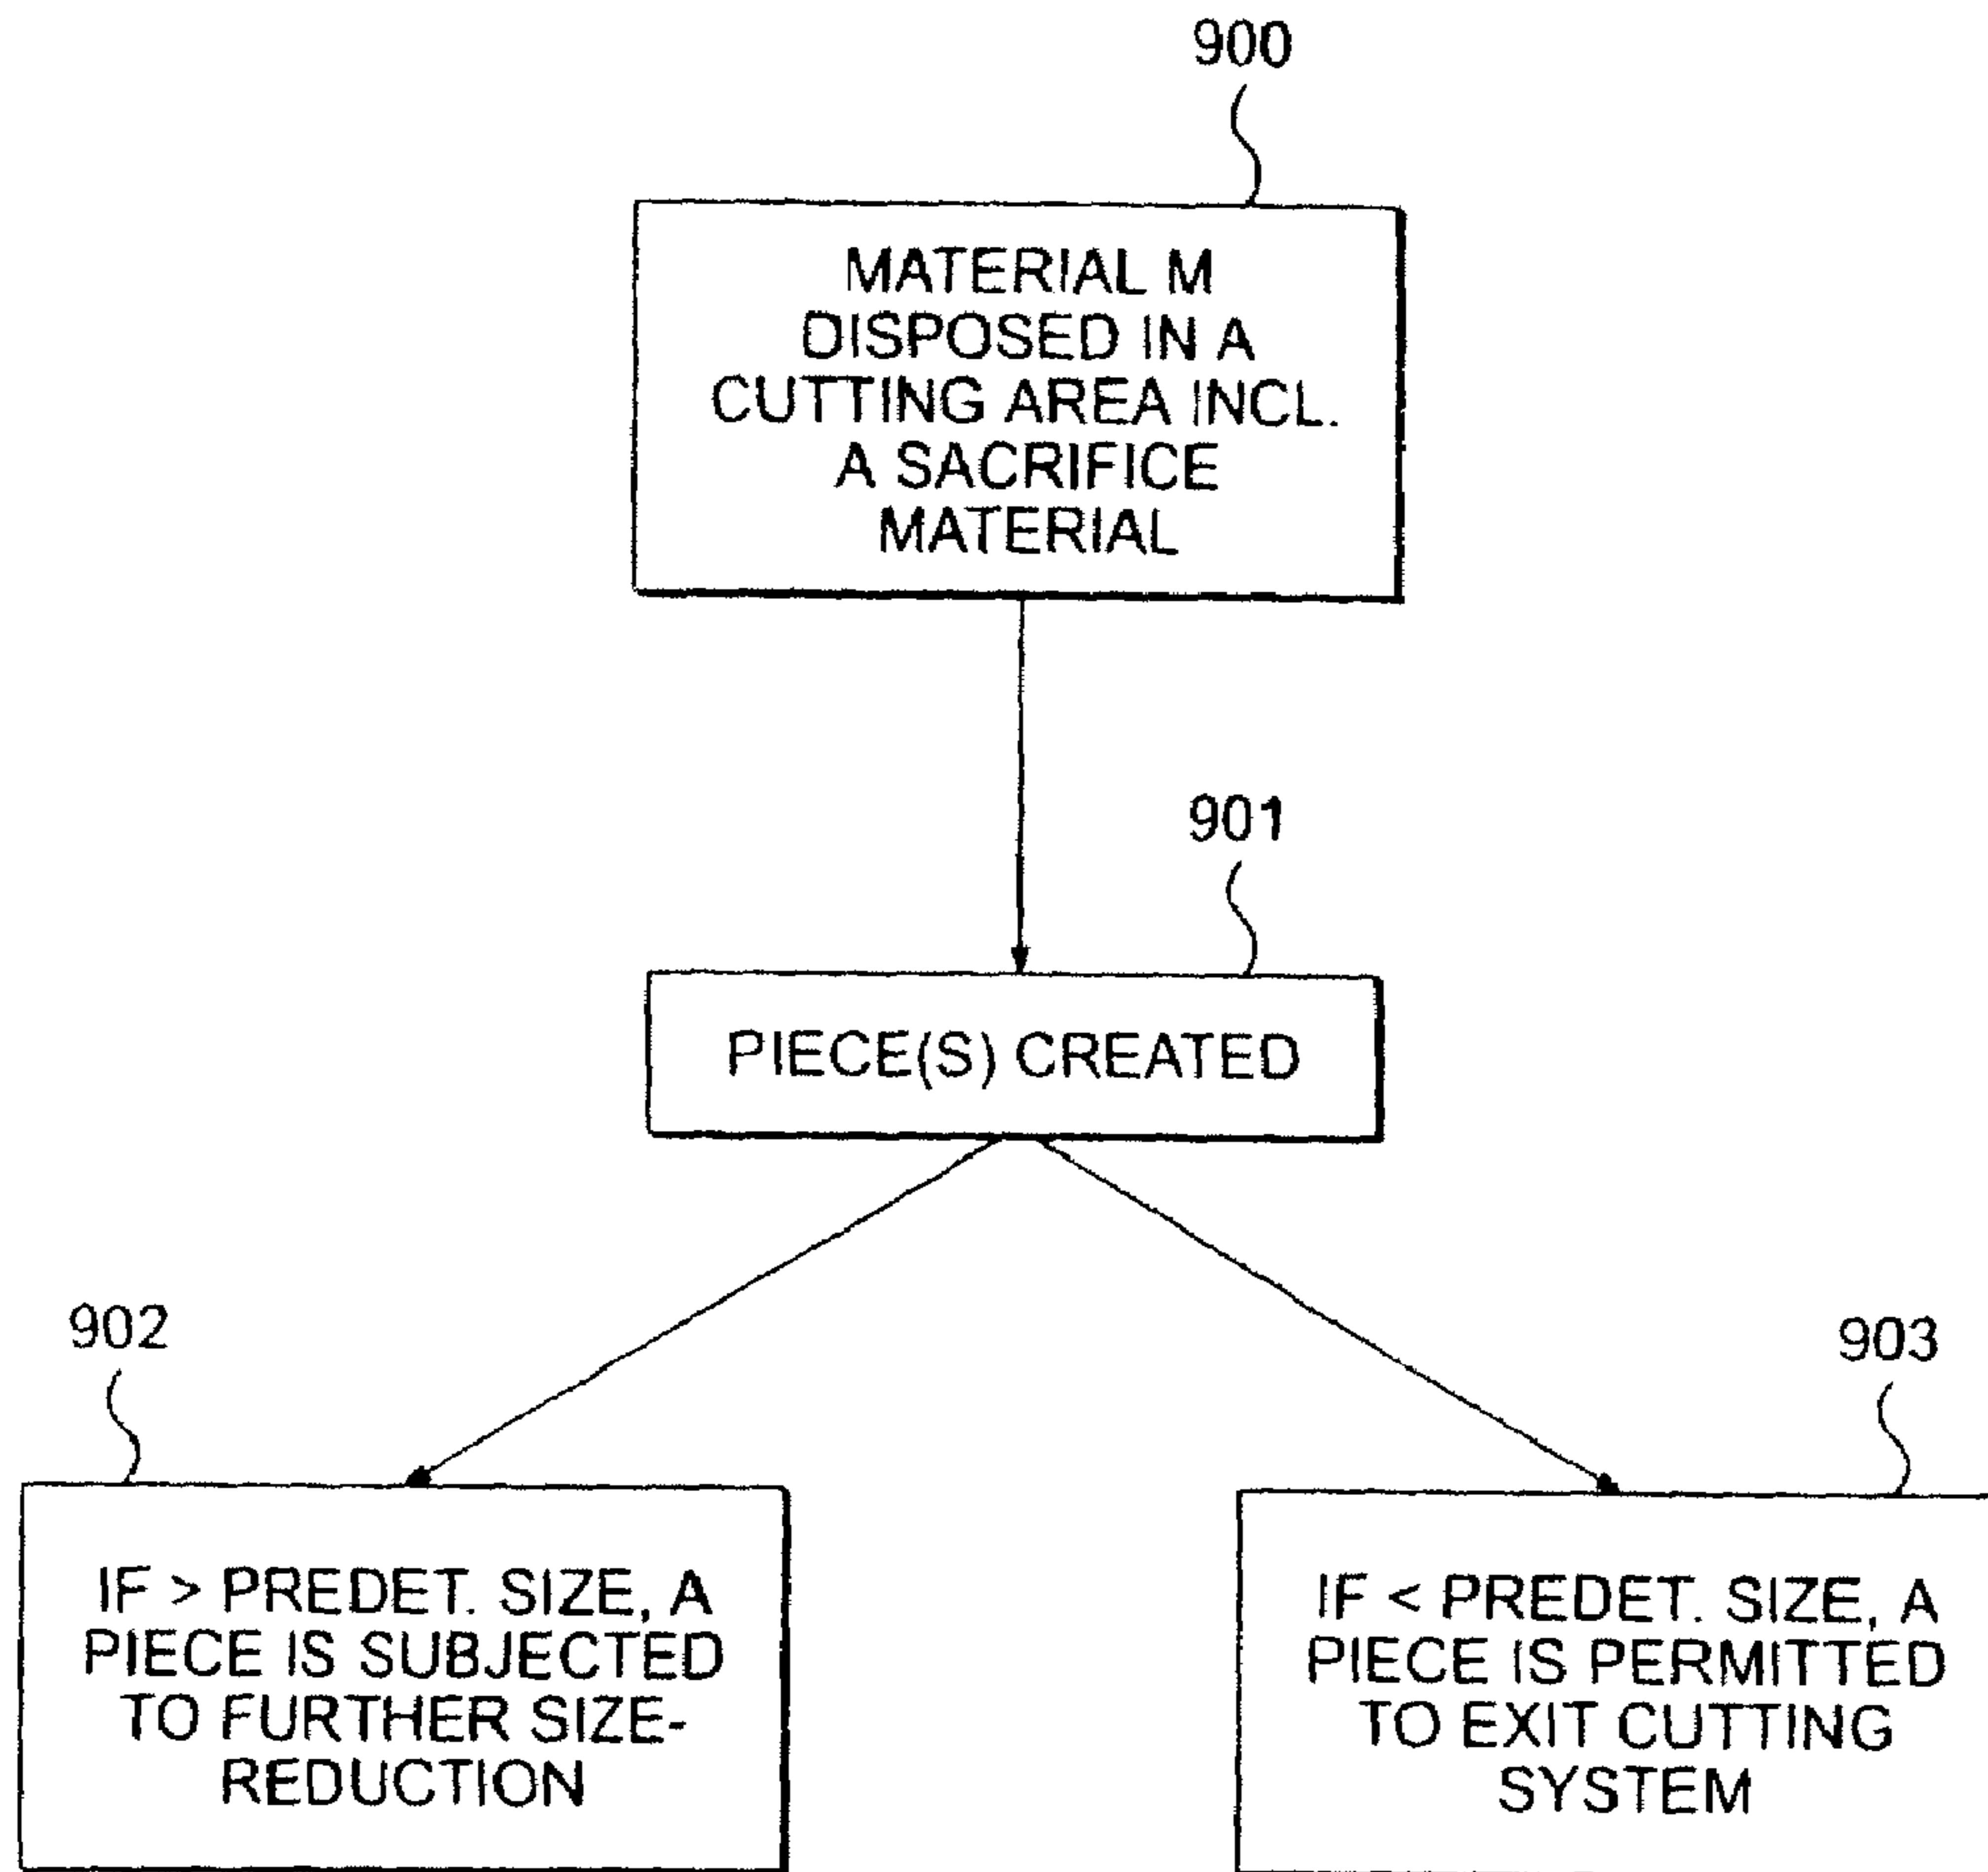 900
MATERIAL M
DISPOSED IN A
CUTTING AREA INCL.
A SACRIFICE
MATERIAL
901
PIECE(S) CREATED
902
IF > PREDET. SIZE, A
PIECE IS SUBJECTED
TO FURTHER SIZE-
REDUCTION
903
IF < PREDET. SIZE, A
PIECE IS PERMITTED
TO EXIT CUTTING
SYSTEM